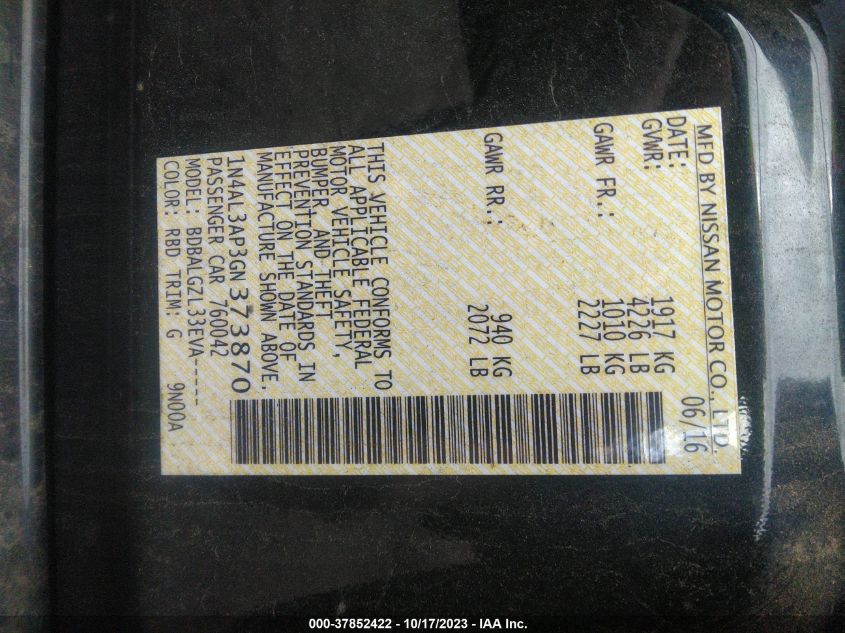 MFD BY NISSAN MOTOR CO., LTD.
DATE: 06/16
GVWR: 1917 KG
4226 LB
GAWR FR.: 1010 KG
2227 LB
GAWR RR.: 940 KG
2072 LB
THIS VEHICLE CONFORMS TO
ALL APPLICABLE FEDERAL
MOTOR VEHICLE SAFETY,
BUMPER, AND THEFT
PREVENTION STANDARDS IN
EFFECT ON THE DATE OF
MANUFACTURE SHOWN ABOVE.
1N4AL3AP3GN373870
PASSENGER CAR 760042
MODEL: BDBALGZL33EVA----
COLOR: RBD TRIM: G 9N00A
000-37852422 - 10/17/2023 - IAA Inc.